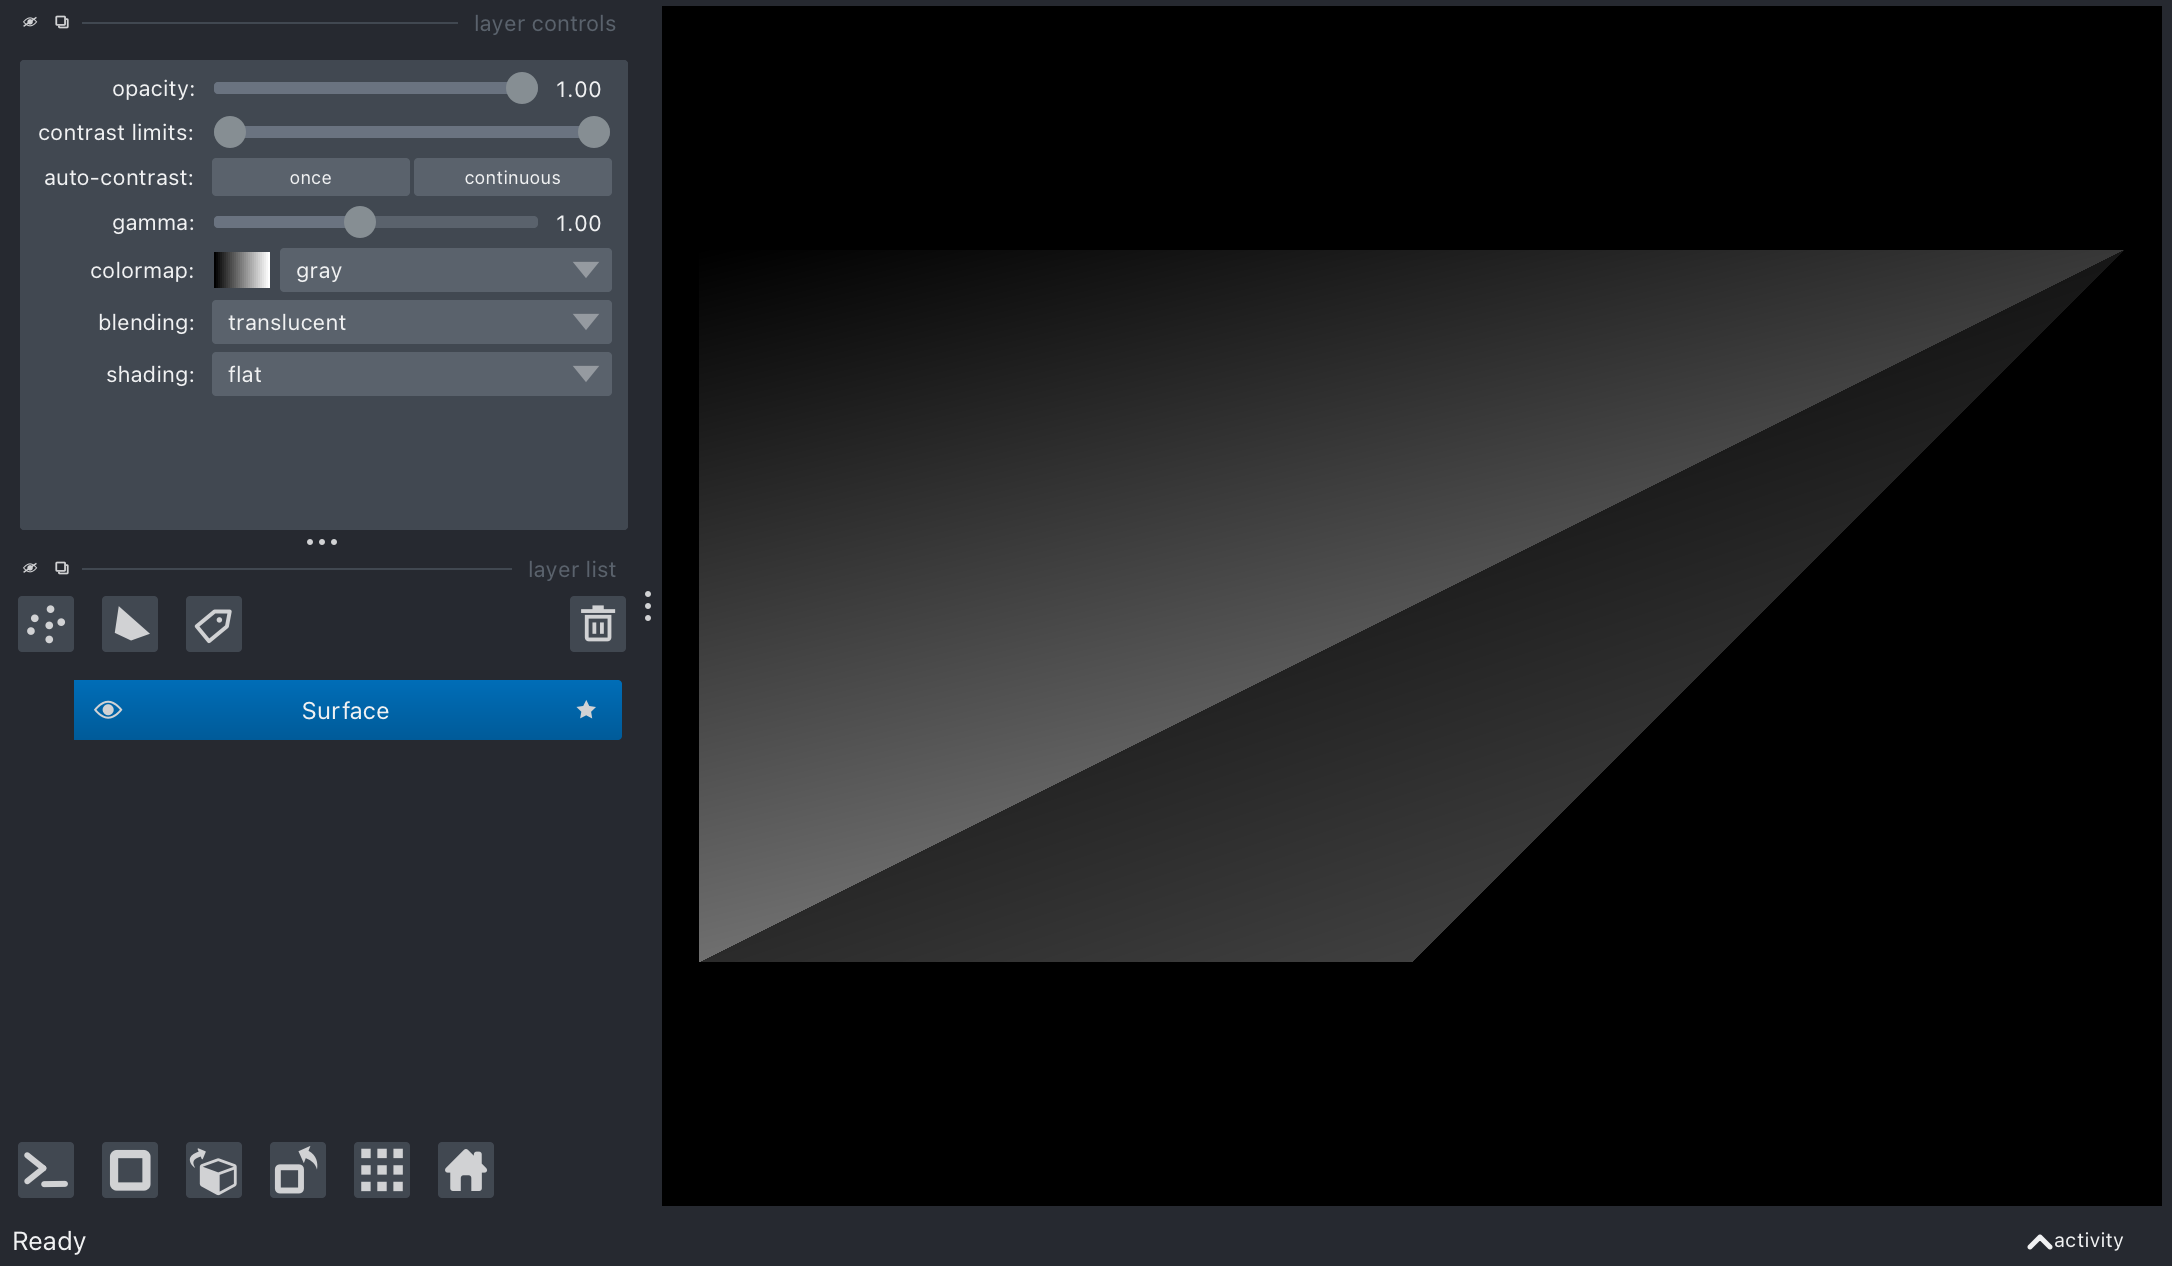 layer controls
opacity: 1.00
contrast limits:
auto-contrast: once continuous
gamma: 1.00
colormap: gray
blending: translucent
shading: flat
layer list
Surface
Ready
activity